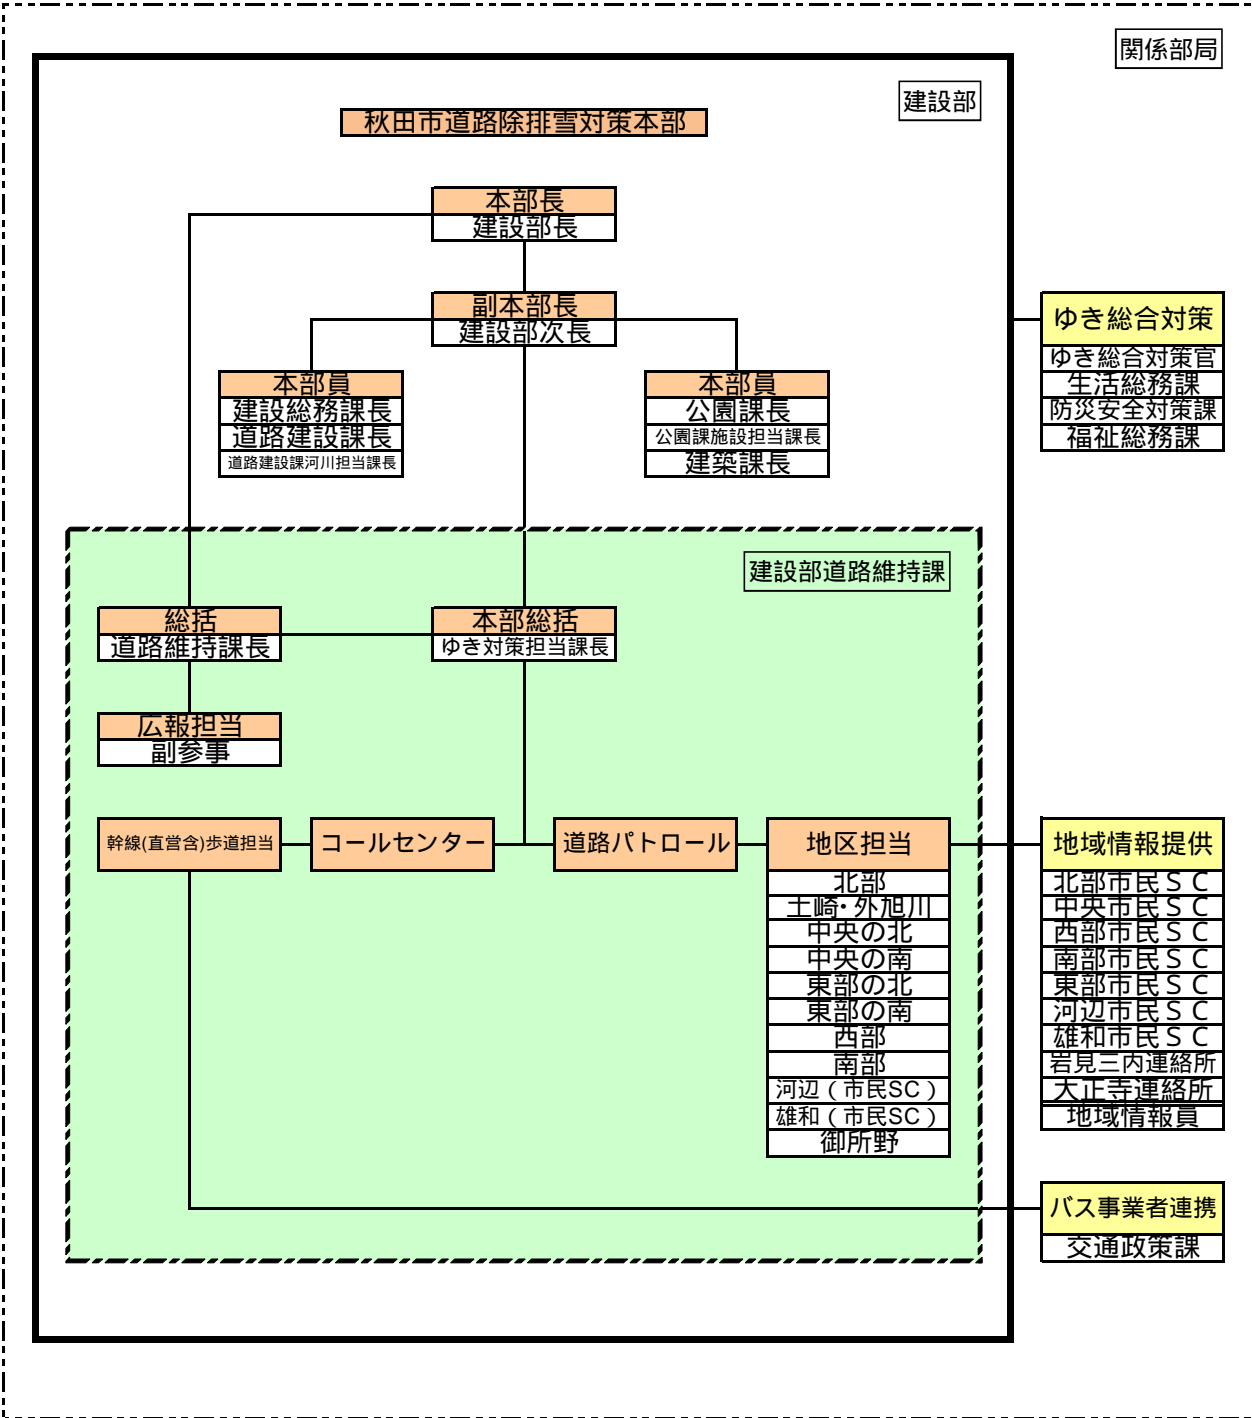 関係部局
建設部
秋田市道路除排雪対策本部
本部長
建設部長
副本部長
建設部次長
本部員
建設総務課長
道路建設課長
道路建設課河川担当課長
本部員
公園課長
公園課施設担当課長
建築課長
ゆき総合対策
ゆき総合対策官
生活総務課
防災安全対策課
福祉総務課
建設部道路維持課
総括
道路維持課長
本部総括
ゆき対策担当課長
広報担当
副参事
幹線(直営含)歩道担当
コールセンター
道路パトロール
地区担当
北部
土崎・外旭川
中央の北
中央の南
東部の北
東部の南
西部
南部
河辺（市民SC）
雄和（市民SC）
御所野
地域情報提供
北部市民ＳＣ
中央市民ＳＣ
西部市民ＳＣ
南部市民ＳＣ
東部市民ＳＣ
河辺市民ＳＣ
雄和市民ＳＣ
岩見三内連絡所
大正寺連絡所
地域情報員
バス事業者連携
交通政策課